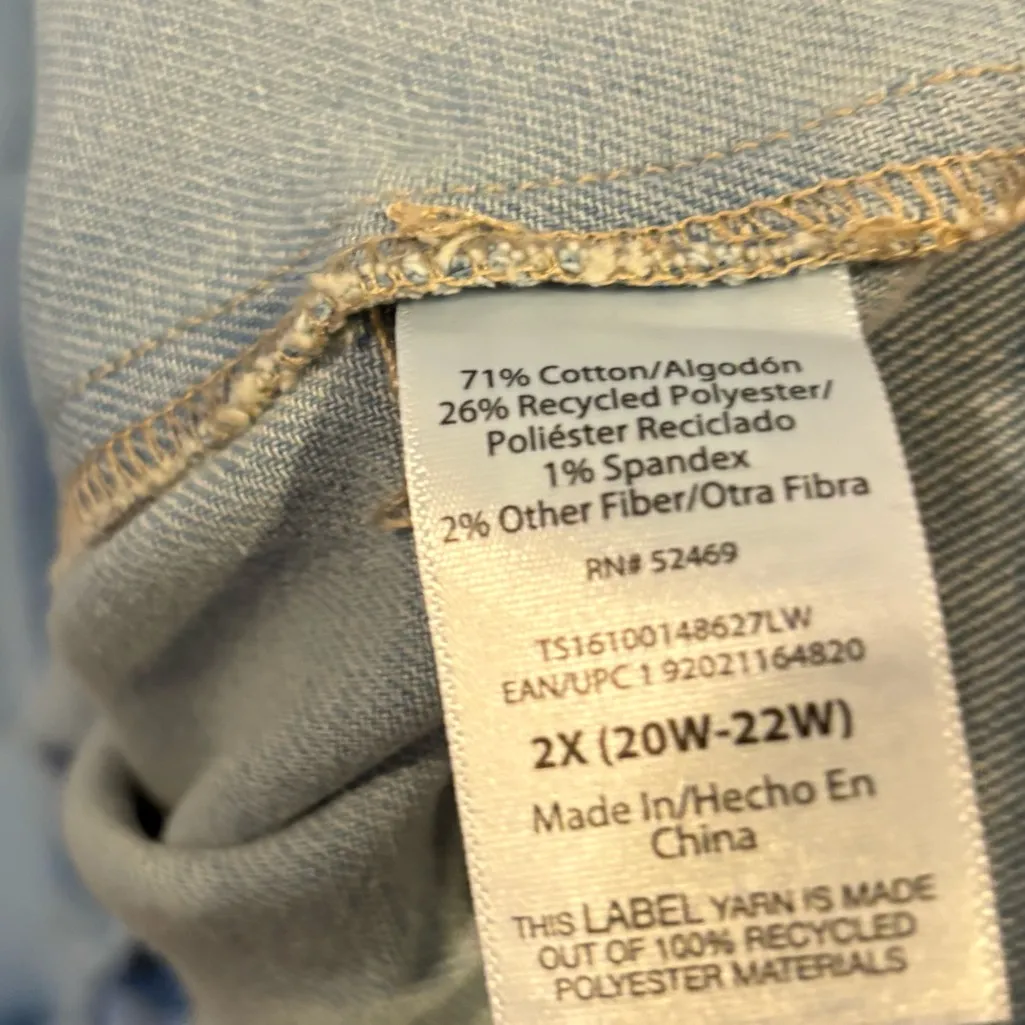 71% Cotton/Algodón
26% Recycled Polyester/
Poliéster Reciclado
1% Spandex
2% Other Fiber/Otra Fibra
RN# 52469
TS16100148627LW
EAN/UPC 1 92021164820
2X (20W-22W)
Made In/Hecho En
China
THIS LABEL YARN IS MADE
OUT OF 100% RECYCLED
POLYESTER MATERIALS